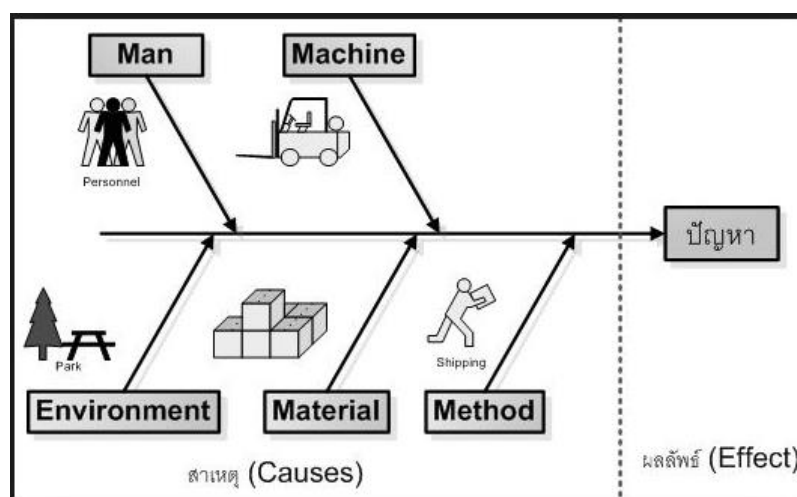 Man
Machine
Personnel
ปัญหา
Park
Shipping
Environment
Material
Method
สาเหตุ (Causes)
ผลลัพธ์ (Effect)